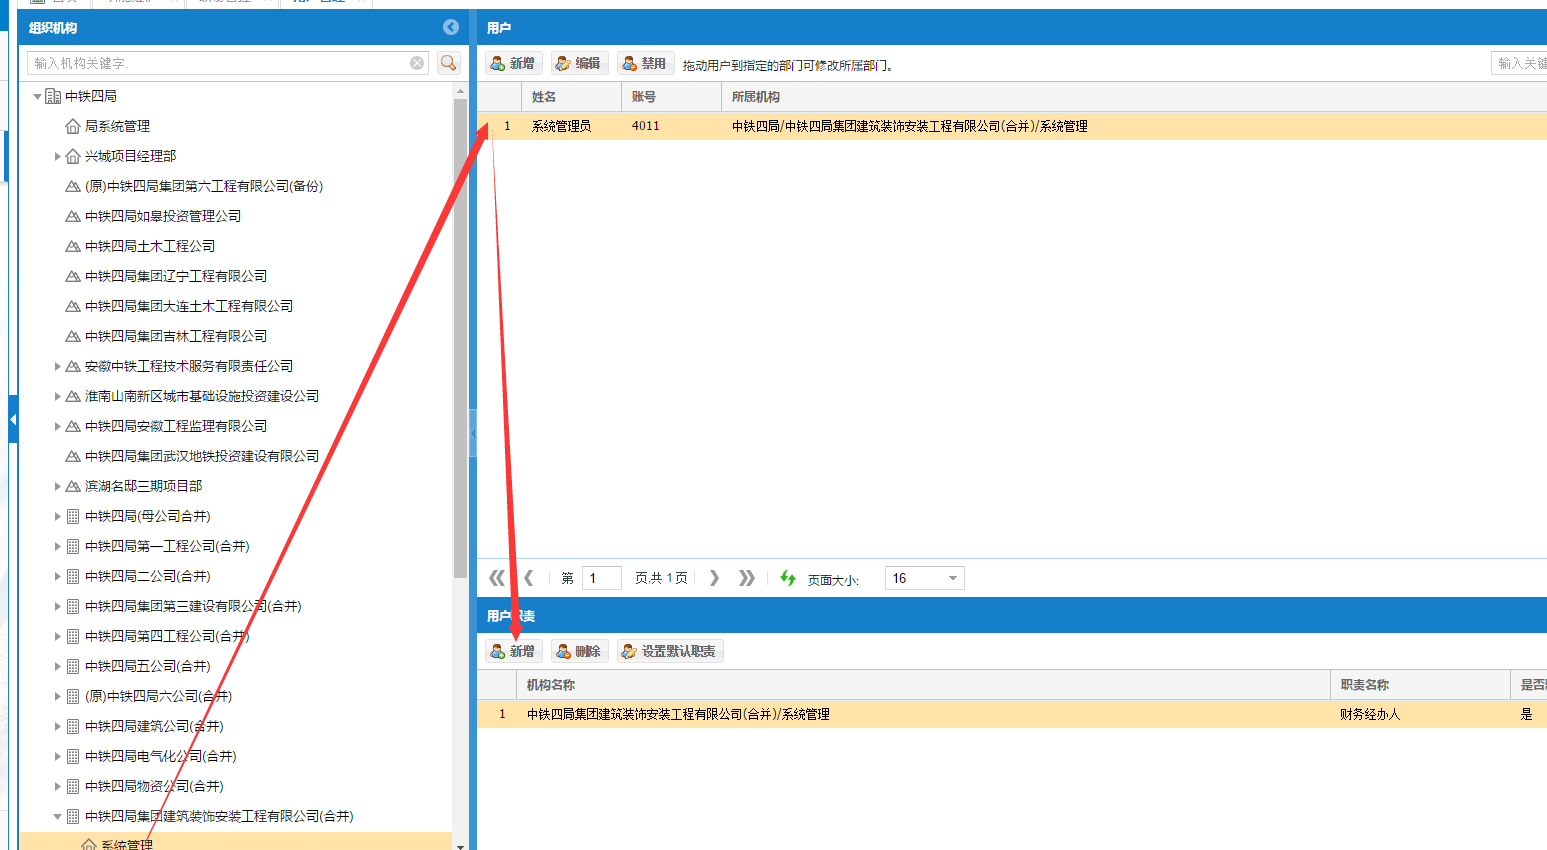 组织机构
输入机构关键字.
中铁四局
局系统管理
兴城项目经理部
(原)中铁四局集团第六工程有限公司(备份)
中铁四局如皋投资管理公司
中铁四局土木工程公司
中铁四局集团辽宁工程有限公司
中铁四局集团大连土木工程有限公司
中铁四局集团吉林工程有限公司
安徽中铁工程技术服务有限责任公司
淮南山南新区城市基础设施投资建设公司
中铁四局安徽工程监理有限公司
中铁四局集团武汉地铁投资建设有限公司
滨湖名邸三期项目部
中铁四局(母公司合并)
中铁四局第一工程公司(合并)
中铁四局二公司(合并)
中铁四局集团第三建设有限公司(合并)
中铁四局第四工程公司(合并)
中铁四局五公司(合并)
(原)中铁四局六公司(合并)
中铁四局建筑公司(合并)
中铁四局电气化公司(合并)
中铁四局物资公司(合并)
中铁四局集团建筑装饰安装工程有限公司(合并)
系统管理
用户
新增 编辑 禁用 拖动用户到指定的部门可修改所属部门。 输入关键
姓名 账号 所属机构
1 系统管理员 4011 中铁四局/中铁四局集团建筑装饰安装工程有限公司(合并)/系统管理
第 1 页,共 1 页 页面大小: 16
用户职责
新增 删除 设置默认职责
机构名称 职责名称 是否
1 中铁四局集团建筑装饰安装工程有限公司(合并)/系统管理 财务经办人 是